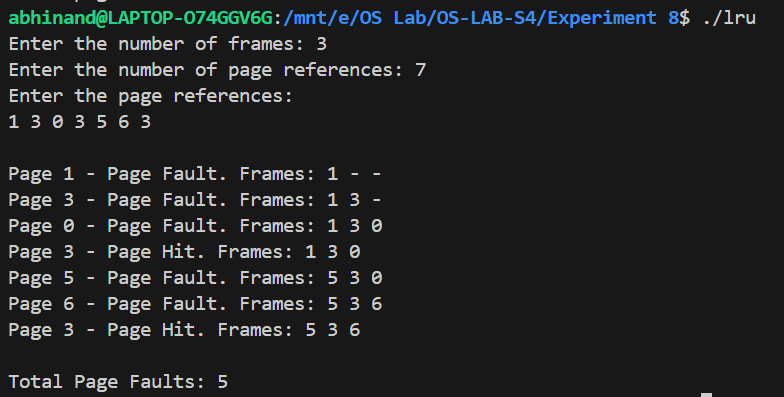 abhinand@LAPTOP-O74GGV6G:/mnt/e/OS Lab/OS-LAB-S4/Experiment 8$ ./lru
Enter the number of frames: 3
Enter the number of page references: 7
Enter the page references:
1 3 0 3 5 6 3
Page 1 - Page Fault. Frames: 1 - -
Page 3 - Page Fault. Frames: 1 3 -
Page 0 - Page Fault. Frames: 1 3 0
Page 3 - Page Hit. Frames: 1 3 0
Page 5 - Page Fault. Frames: 5 3 0
Page 6 - Page Fault. Frames: 5 3 6
Page 3 - Page Hit. Frames: 5 3 6
Total Page Faults: 5